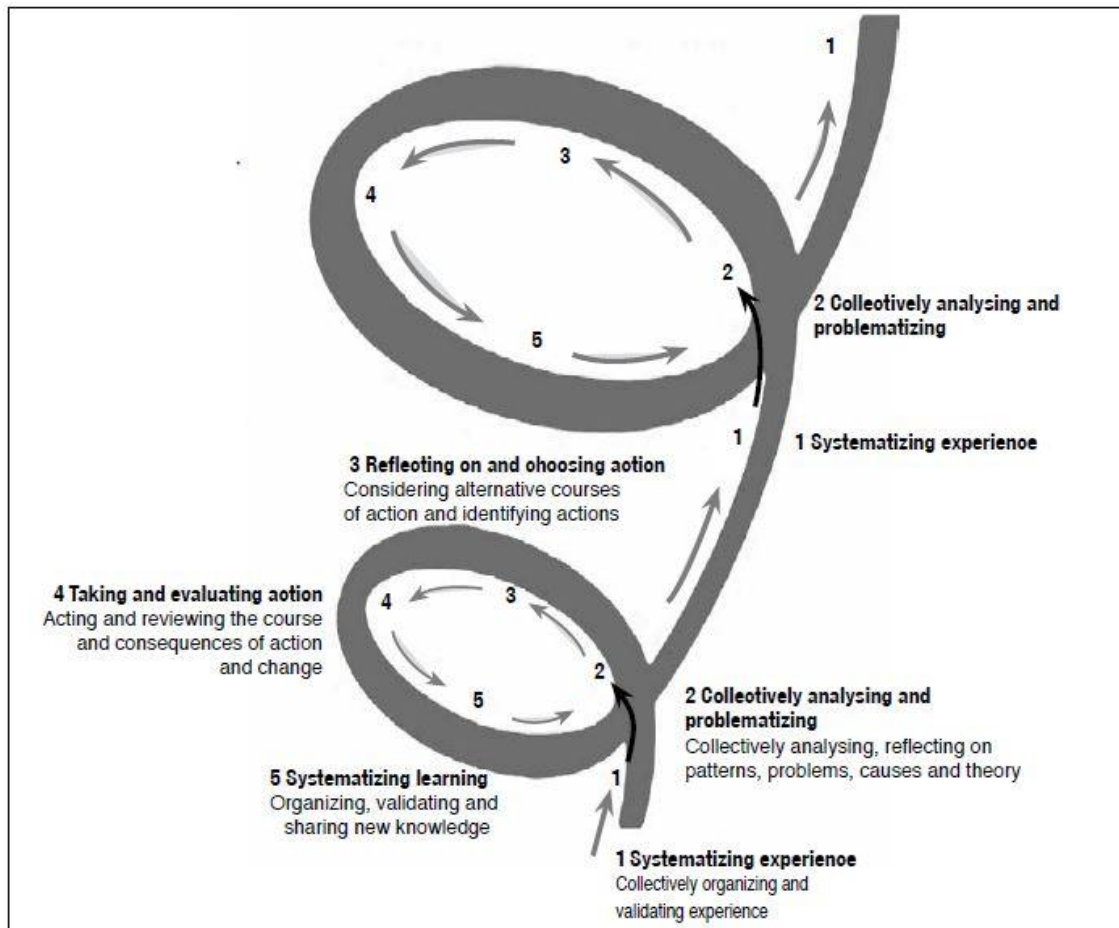 1
3
4
2
5
2 Colleotively analysing and
problematizing
1
1 Systematizing experienoe
3 Refleoting on and ohoosing aotion
Considering alternative courses
of action and identifying actions
4 Taking and evaluating aotion
Acting and reviewing the course
and consequences of action
and change
3
4
2
5
2 Colleotively analysing and
problematizing
Collectively analysing, reflecting on
patterns, problems, causes and theory
5 Systematizing learning
Organizing, validating and
sharing new knowledge
1
1 Systematizing experienoe
Collectively organizing and
validating experience